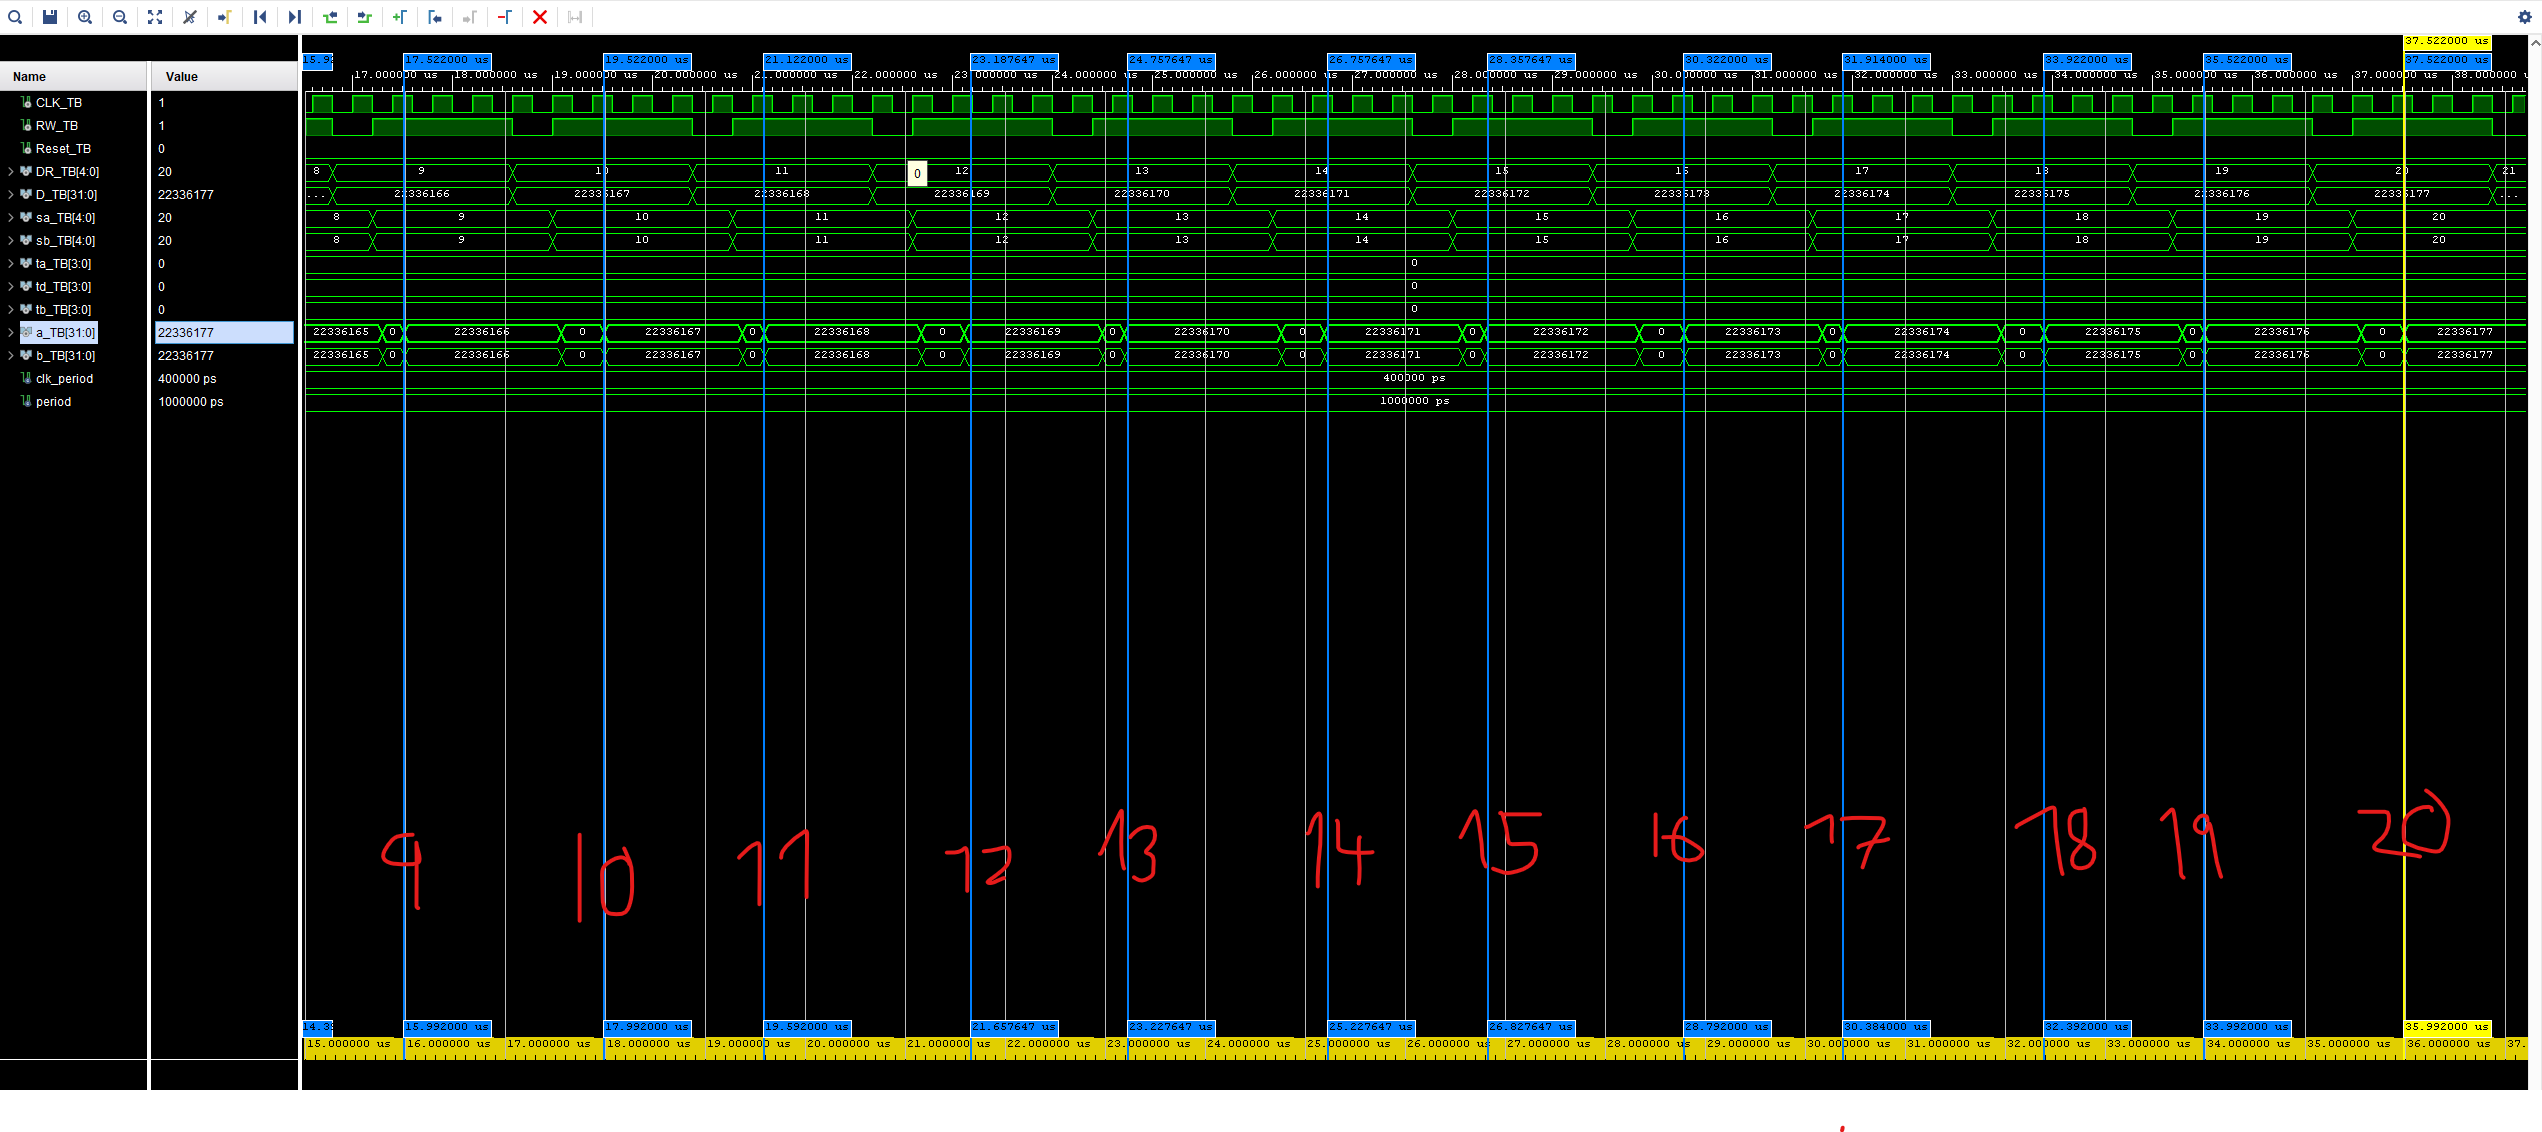 37.522000 us
15.92 17.522000 us 19.522000 us 21.122000 us 23.187647 us 24.757647 us 26.757647 us 28.357647 us 30.322000 us 31.914000 us 33.922000 us 35.522000 us 37.522000 us
17.000000 us 18.000000 us 19.000000 us 20.000000 us 21.000000 us 22.000000 us 23.000000 us 24.000000 us 25.000000 us 26.000000 us 27.000000 us 28.000000 us 29.000000 us 30.000000 us 31.000000 us 32.000000 us 33.000000 us 34.000000 us 35.000000 us 36.000000 us 37.000000 us 38.000000
Name Value
CLK_TB 1
RW_TB 1
Reset_TB 0
DR_TB[4:0] 20 8 9 10 11 0 12 13 14 15 16 17 18 19 20 21
D_TB[31:0] 22336177 ... 22336166 22336167 22336168 22336169 22336170 22336171 22336172 22336173 22336174 22336175 22336176 22336177 ...
sa_TB[4:0] 20 8 9 10 11 12 13 14 15 16 17 18 19 20
sb_TB[4:0] 20 8 9 10 11 12 13 14 15 16 17 18 19 20
ta_TB[3:0] 0 0
td_TB[3:0] 0 0
tb_TB[3:0] 0 0
a_TB[31:0] 22336177 22336165 0 22336166 0 22336167 0 22336168 0 22336169 0 22336170 0 22336171 0 22336172 0 22336173 0 22336174 0 22336175 0 22336176 0 22336177
b_TB[31:0] 22336177 22336165 0 22336166 0 22336167 0 22336168 0 22336169 0 22336170 0 22336171 0 22336172 0 22336173 0 22336174 0 22336175 0 22336176 0 22336177
clk_period 400000 ps 400000 ps
period 1000000 ps 1000000 ps
9 10 11 12 13 14 15 16 17 18 19 20
14.3 15.992000 us 17.992000 us 19.592000 us 21.657647 us 23.227647 us 25.227647 us 26.827647 us 28.792000 us 30.384000 us 32.392000 us 33.992000 us 35.992000 us
15.000000 us 16.000000 us 17.000000 us 18.000000 us 19.000000 us 20.000000 us 21.000000 us 22.000000 us 23.000000 us 24.000000 us 25.000000 us 26.000000 us 27.000000 us 28.000000 us 29.000000 us 30.000000 us 31.000000 us 32.000000 us 33.000000 us 34.000000 us 35.000000 us 36.000000 us 37.